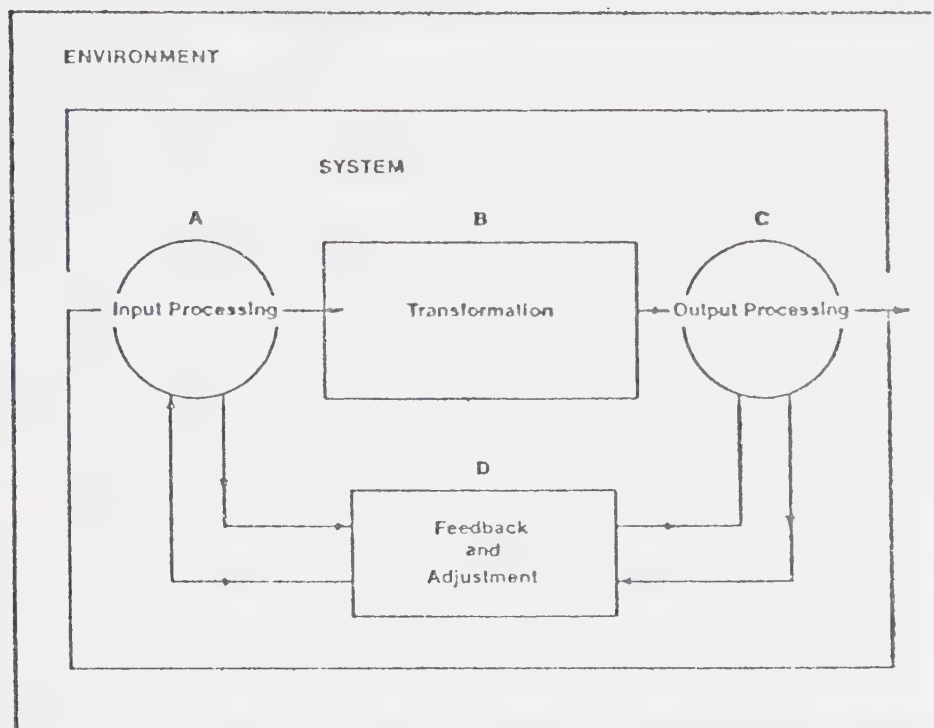 ENVIRONMENT
SYSTEM
A
B
C
Input Processing
Transformation
Output Processing
D
Feedback
and
Adjustment